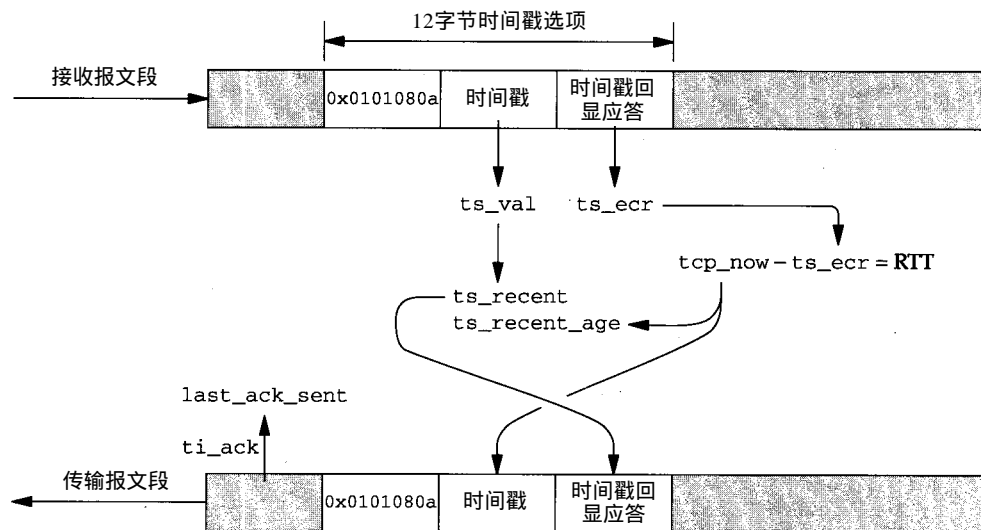 12字节时间戳选项
接收报文段
0x0101080a
时间戳
时间戳回
显应答
ts_val
ts_ecr
tcp_now-ts_ecr=RTT
ts_recent
ts_recent_age
last_ack_sent
ti_ack
传输报文段
0x0101080a
时间戳
时间戳回
显应答